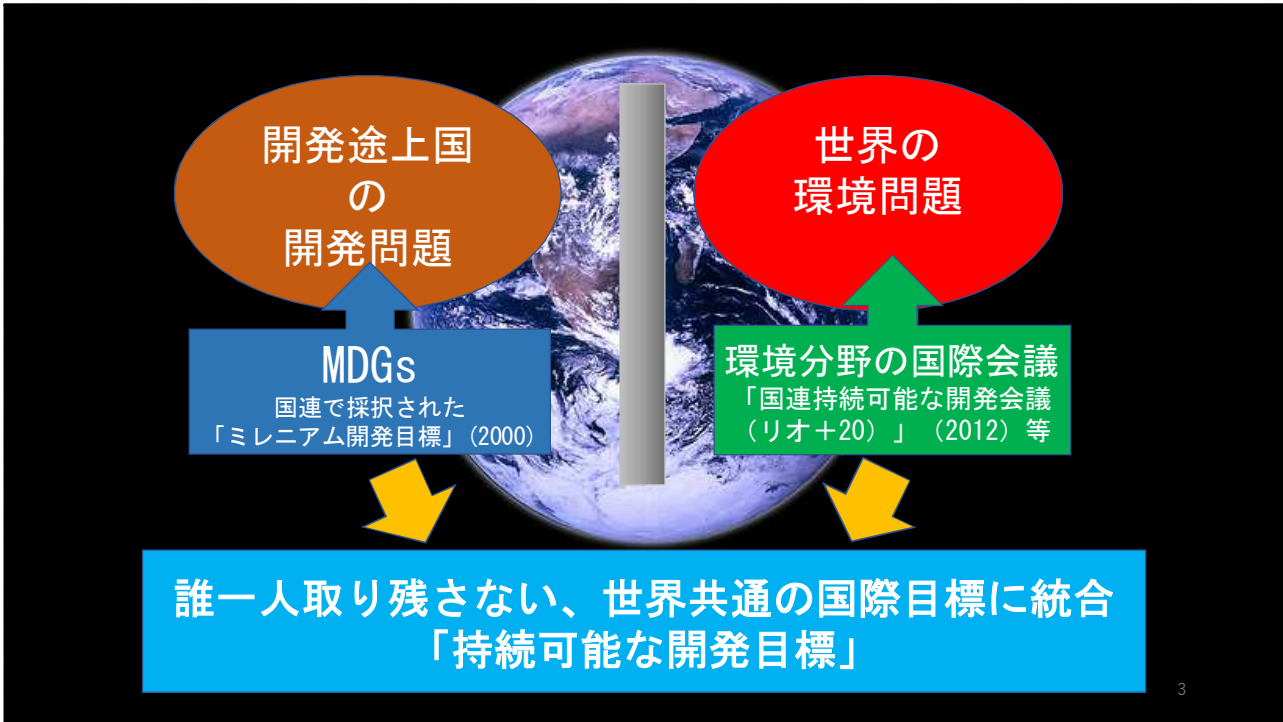 開発途上国
の
開発問題
世界の
環境問題
MDGs
国連で採択された
「ミレニアム開発目標」(2000)
環境分野の国際会議
「国連持続可能な開発会議
（リオ＋20）」（2012）等
誰一人取り残さない、世界共通の国際目標に統合
「持続可能な開発目標」
3